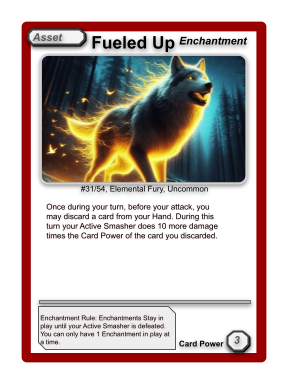 Asset
Fueled Up Enchantment
#31/54, Elemental Fury, Uncommon
Once during your turn, before your attack, you
may discard a card from your Hand. During this
turn your Active Smasher does 10 more damage
times the Card Power of the card you discarded.
Enchantment Rule: Enchantments Stay in
play until your Active Smasher is defeated.
You can only have 1 Enchantment in play at
a time.
Card Power 3